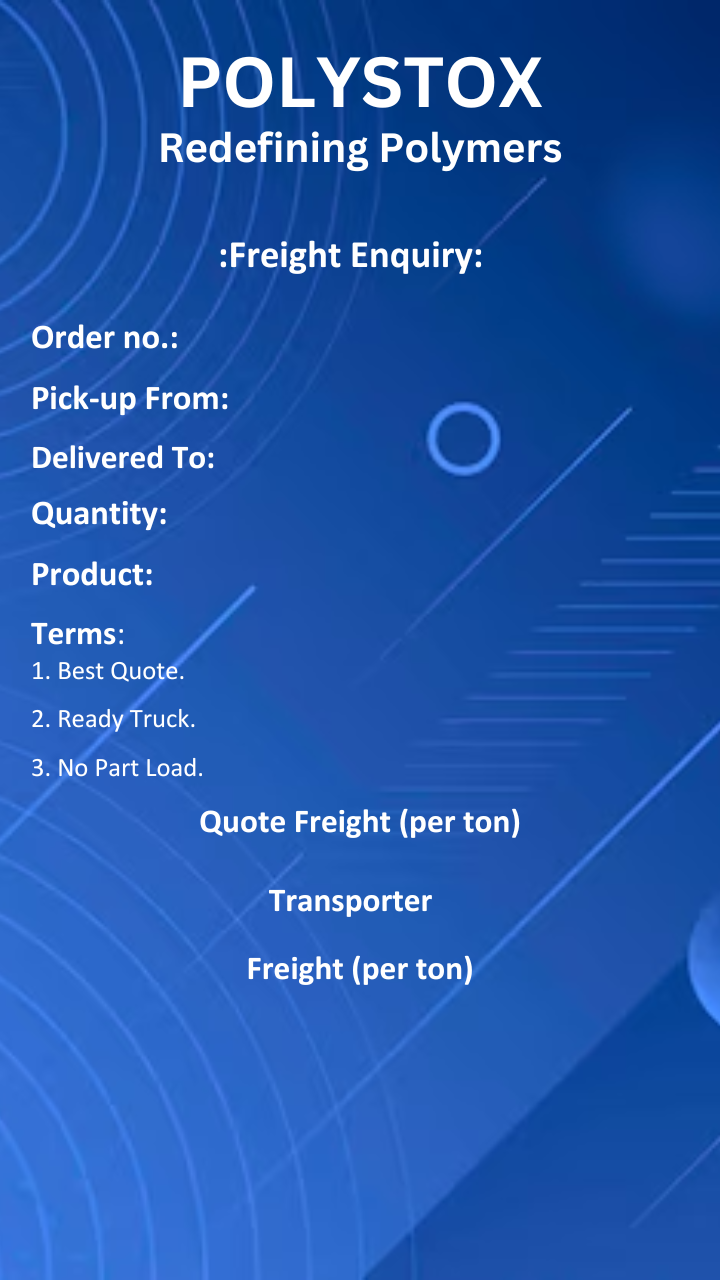 POLYSTOX
Redefining Polymers
:Freight Enquiry:
Order no.:
Pick-up From:
Delivered To:
Quantity:
Product:
Terms:
1. Best Quote.
2. Ready Truck.
3. No Part Load.
Quote Freight (per ton)
Transporter
Freight (per ton)